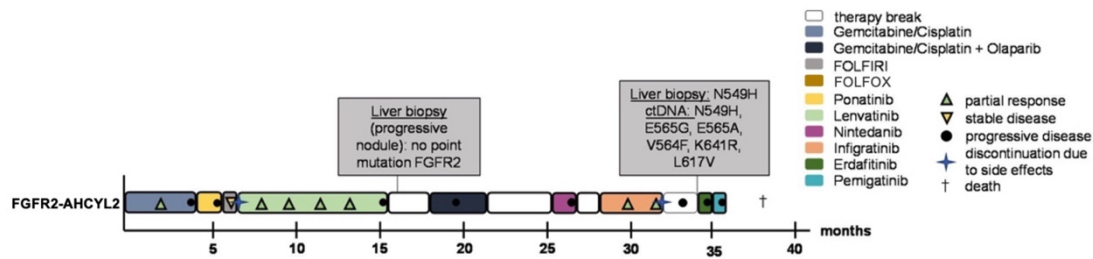 therapy break
Gemcitabine/Cisplatin
Gemcitabine/Cisplatin + Olaparib
FOLFIRI
FOLFOX
Ponatinib
Lenvatinib
Nintedanib
Infigratinib
Erdafitinib
Pemigatinib
partial response
stable disease
progressive disease
discontinuation due
to side effects
† death
Liver biopsy
(progressive
nodule): no point
mutation FGFR2
Liver biopsy: N549H
ctDNA: N549H,
E565G, E565A,
V564F, K641R,
L617V
FGFR2-AHCYL2
†
5 10 15 20 25 30 35 40 months